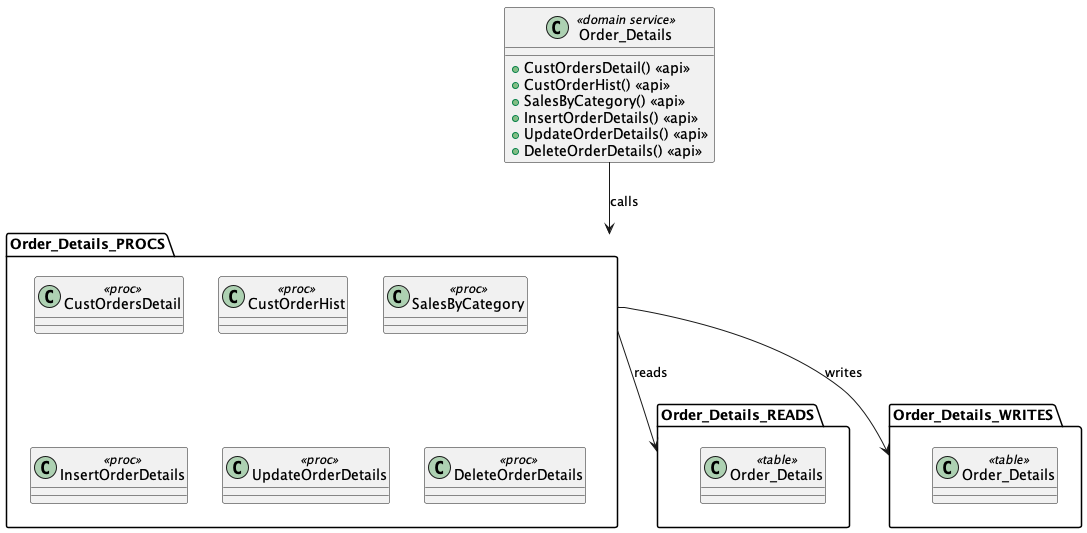 «domain service»
C Order_Details
CustOrdersDetail() «api»
CustOrderHist() «api»
SalesByCategory() «api»
InsertOrderDetails() «api»
UpdateOrderDetails() «api»
DeleteOrderDetails() «api»
calls
Order_Details_PROCS
«proc»
C CustOrdersDetail
«proc»
C CustOrderHist
«proc»
C SalesByCategory
reads
writes
Order_Details_READS
Order_Details_WRITES
«proc»
C InsertOrderDetails
«proc»
C UpdateOrderDetails
«proc»
C DeleteOrderDetails
«table»
C Order_Details
«table»
C Order_Details